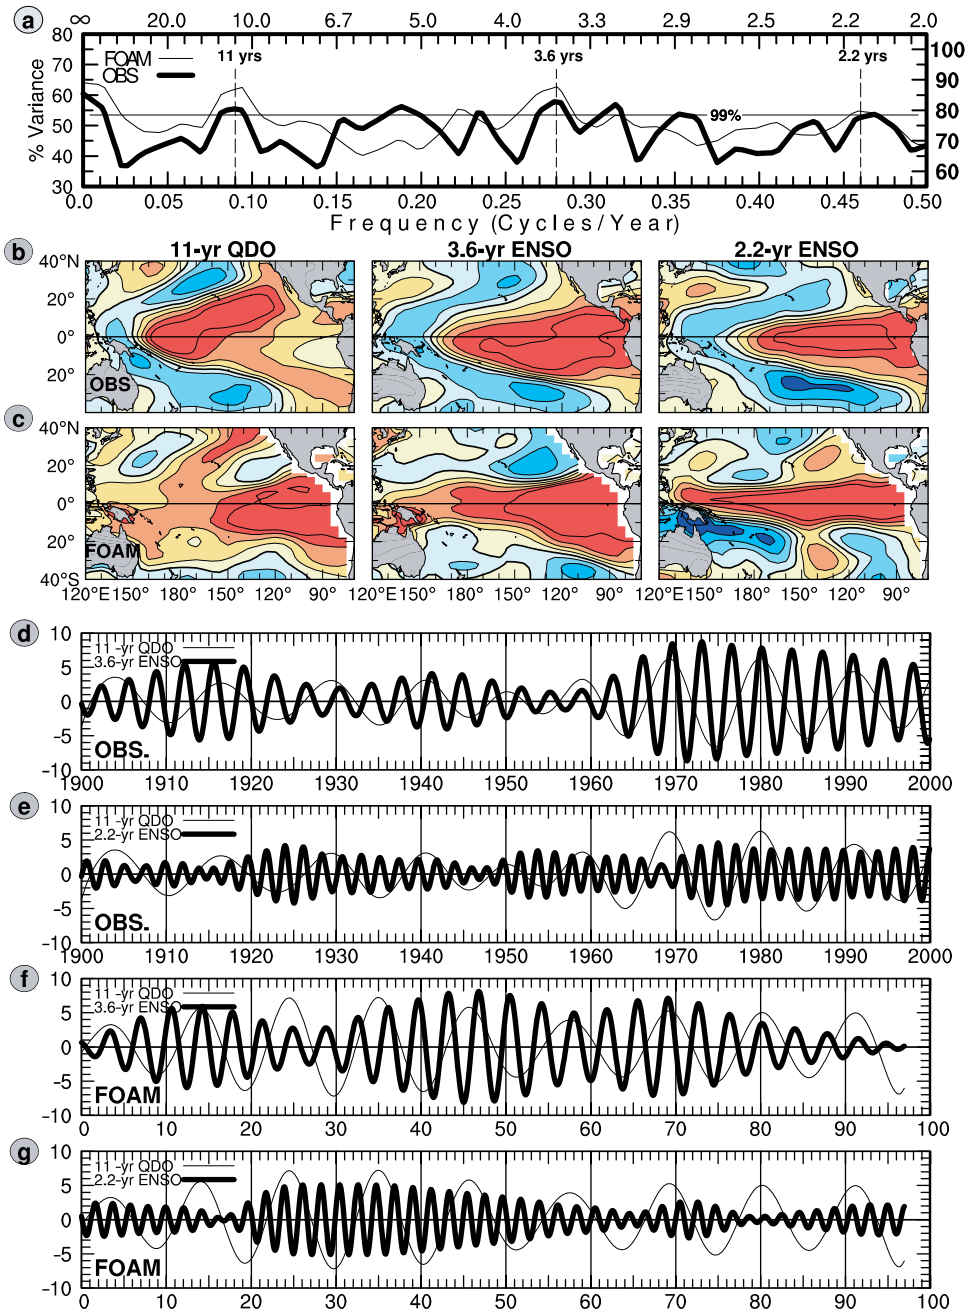 a
∞ 20.0 10.0 6.7 5.0 4.0 3.3 2.9 2.5 2.2 2.0
80 70 60 50 40 30
% Variance
100 90 80 70 60
FOAM
OBS
11 yrs 3.6 yrs 2.2 yrs
99%
0.0 0.05 0.10 0.15 0.20 0.25 0.30 0.35 0.40 0.45 0.50
Frequency (Cycles/Year)
b 11-yr QDO 3.6-yr ENSO 2.2-yr ENSO
40°N
20°
0°
20°
OBS
c
40°N
20°
0°
20°
FOAM
40°S
120°E 150° 180° 150° 120° 90° 120°E 150° 180° 150° 120° 90° 120°E 150° 180° 150° 120° 90°
d
10 5 0 -5 -10
11 -yr QDO
3.6-yr ENSO
OBS.
1900 1910 1920 1930 1940 1950 1960 1970 1980 1990 2000
e
10 5 0 -5 -10
11 -yr QDO
2.2-yr ENSO
OBS.
1900 1910 1920 1930 1940 1950 1960 1970 1980 1990 2000
f
10 5 0 -5 -10
11 -yr QDO
3.6-yr ENSO
FOAM
0 10 20 30 40 50 60 70 80 90 100
g
10 5 0 -5 -10
11 -yr QDO
2.2-yr ENSO
FOAM
0 10 20 30 40 50 60 70 80 90 100